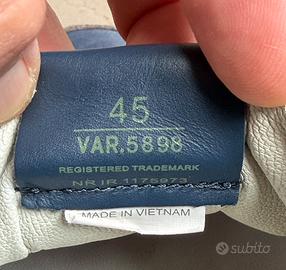 45
VAR.5898
REGISTERED TRADEMARK
NR IR 1175973
MADE IN VIETNAM
subito